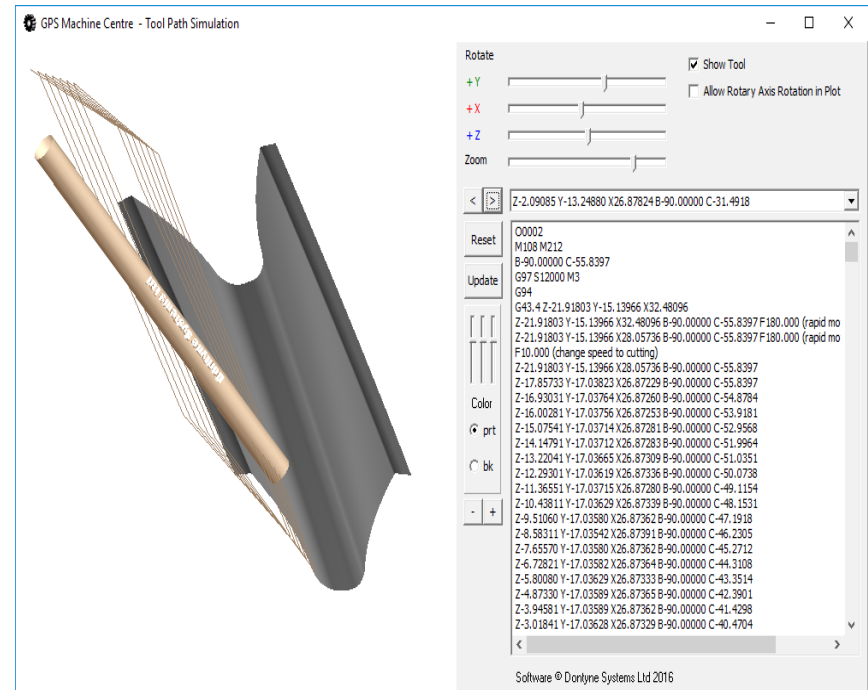 GPS Machine Centre - Tool Path Simulation
Rotate
+Y
+X
+Z
Zoom
Show Tool
Allow Rotary Axis Rotation in Plot
< > Z-2.09085 Y-13.24880 X26.87824 B-90.00000 C-31.4918
Reset
Update
Color
prt
bk
- +
O0002
M108 M212
B-90.00000 C-55.8397
G97 S12000 M3
G94
G43.4 Z-21.91803 Y-15.13966 X32.48096
Z-21.91803 Y-15.13966 X32.48096 B-90.00000 C-55.8397 F180.000 (rapid mo
Z-21.91803 Y-15.13966 X28.05736 B-90.00000 C-55.8397 F180.000 (rapid mo
F10.000 (change speed to cutting)
Z-21.91803 Y-15.13966 X28.05736 B-90.00000 C-55.8397
Z-17.85733 Y-17.03823 X26.87229 B-90.00000 C-55.8397
Z-16.93031 Y-17.03764 X26.87260 B-90.00000 C-54.8784
Z-16.00281 Y-17.03756 X26.87253 B-90.00000 C-53.9181
Z-15.07541 Y-17.03714 X26.87281 B-90.00000 C-52.9568
Z-14.14791 Y-17.03712 X26.87283 B-90.00000 C-51.9964
Z-13.22041 Y-17.03665 X26.87309 B-90.00000 C-51.0351
Z-12.29301 Y-17.03619 X26.87336 B-90.00000 C-50.0738
Z-11.36551 Y-17.03715 X26.87280 B-90.00000 C-49.1154
Z-10.43811 Y-17.03629 X26.87339 B-90.00000 C-48.1531
Z-9.51060 Y-17.03580 X26.87362 B-90.00000 C-47.1918
Z-8.58311 Y-17.03542 X26.87391 B-90.00000 C-46.2305
Z-7.65570 Y-17.03580 X26.87362 B-90.00000 C-45.2712
Z-6.72821 Y-17.03582 X26.87364 B-90.00000 C-44.3108
Z-5.80080 Y-17.03629 X26.87333 B-90.00000 C-43.3514
Z-4.87330 Y-17.03589 X26.87365 B-90.00000 C-42.3901
Z-3.94581 Y-17.03589 X26.87362 B-90.00000 C-41.4298
Z-3.01841 Y-17.03628 X26.87329 B-90.00000 C-40.4704
Software © Dontyne Systems Ltd 2016